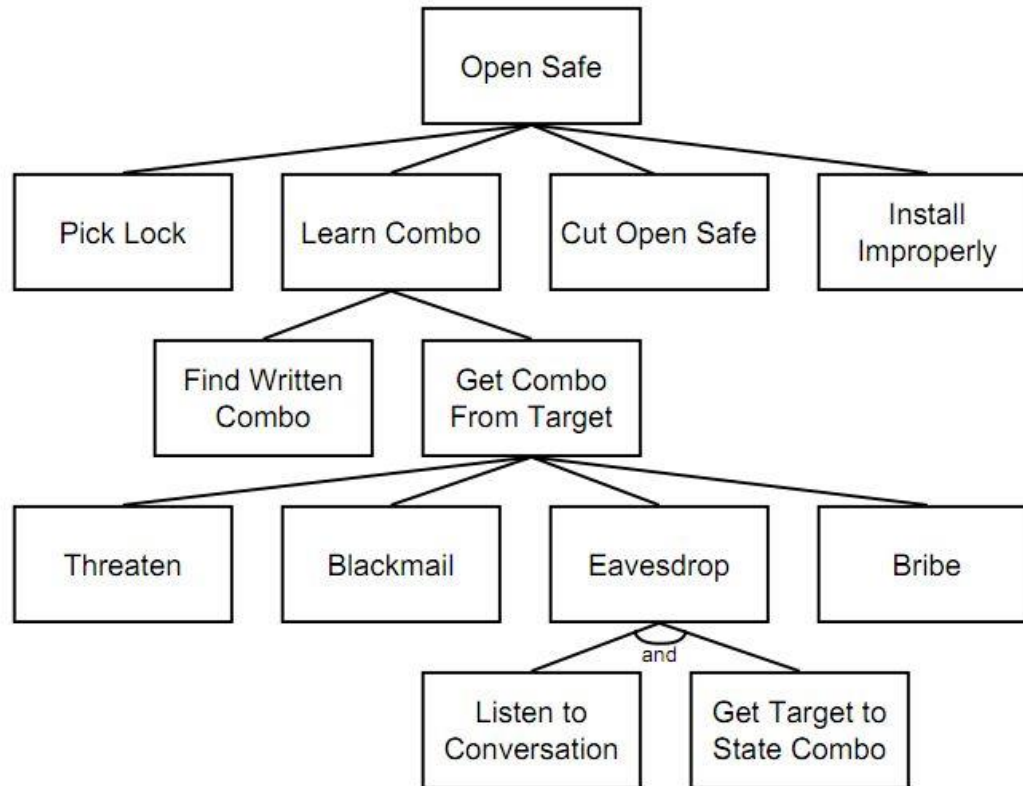 Open Safe
Pick Lock
Learn Combo
Cut Open Safe
Install
Improperly
Find Written
Combo
Get Combo
From Target
Threaten
Blackmail
Eavesdrop
Bribe
and
Listen to
Conversation
Get Target to
State Combo